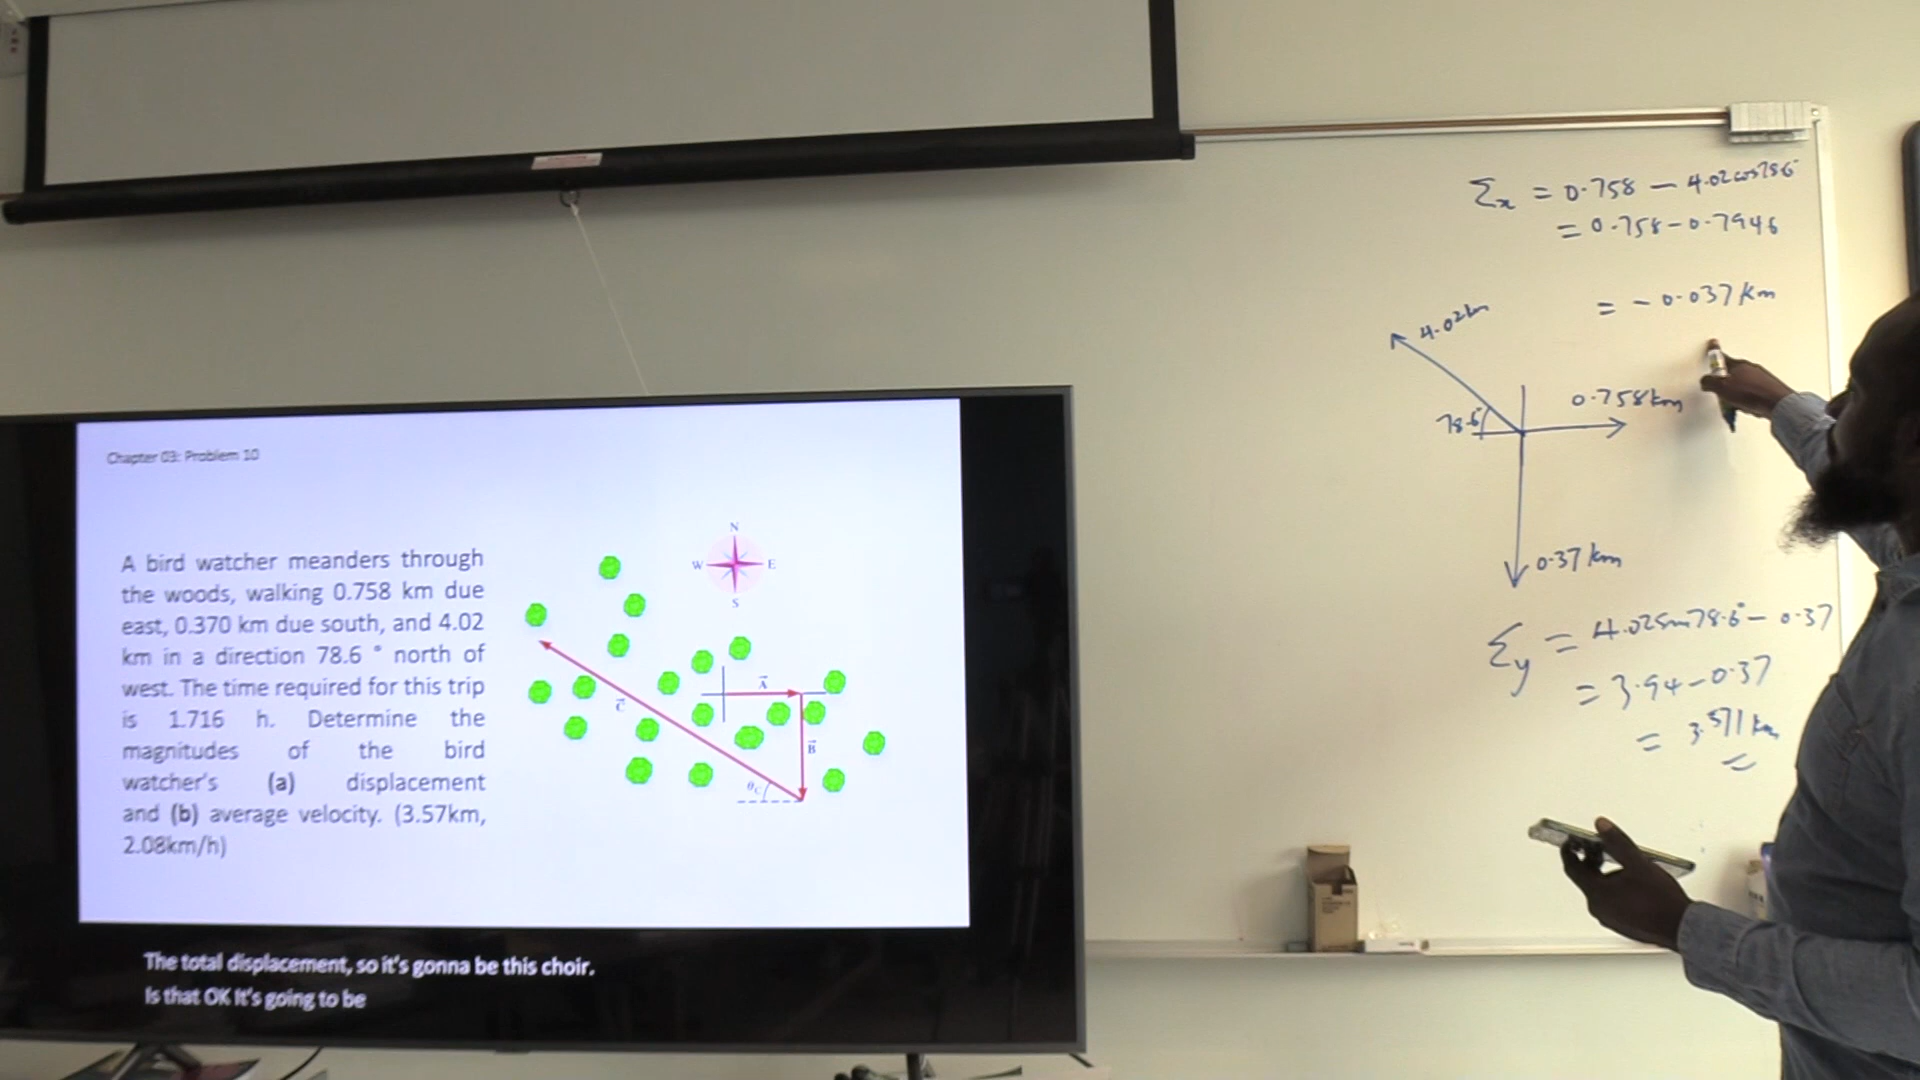 Chapter 03: Problem 10
A bird watcher meanders through
the woods, walking 0.758 km due
east, 0.370 km due south, and 4.02
km in a direction 78.6 ° north of
west. The time required for this trip
is 1.716 h. Determine the
magnitudes of the bird
watcher's (a) displacement
and (b) average velocity. (3.57km,
2.08km/h)
N
W E
S
A
B
C
θC
The total displacement, so it's gonna be this choir.
Is that OK It's going to be
Σx = 0.758 - 4.02cos78.6°
= 0.758 - 0.7946
= - 0.037 km
4.02km
78.6°
0.758km
0.37 km
Σy = 4.02sin78.6° - 0.37
= 3.94 - 0.37
= 3.571 km